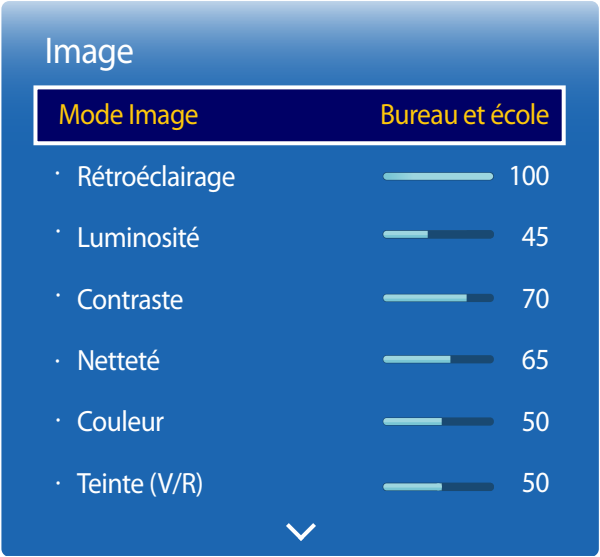 Image
Mode Image Bureau et école
· Rétroéclairage 100
· Luminosité 45
· Contraste 70
· Netteté 65
· Couleur 50
· Teinte (V/R) 50